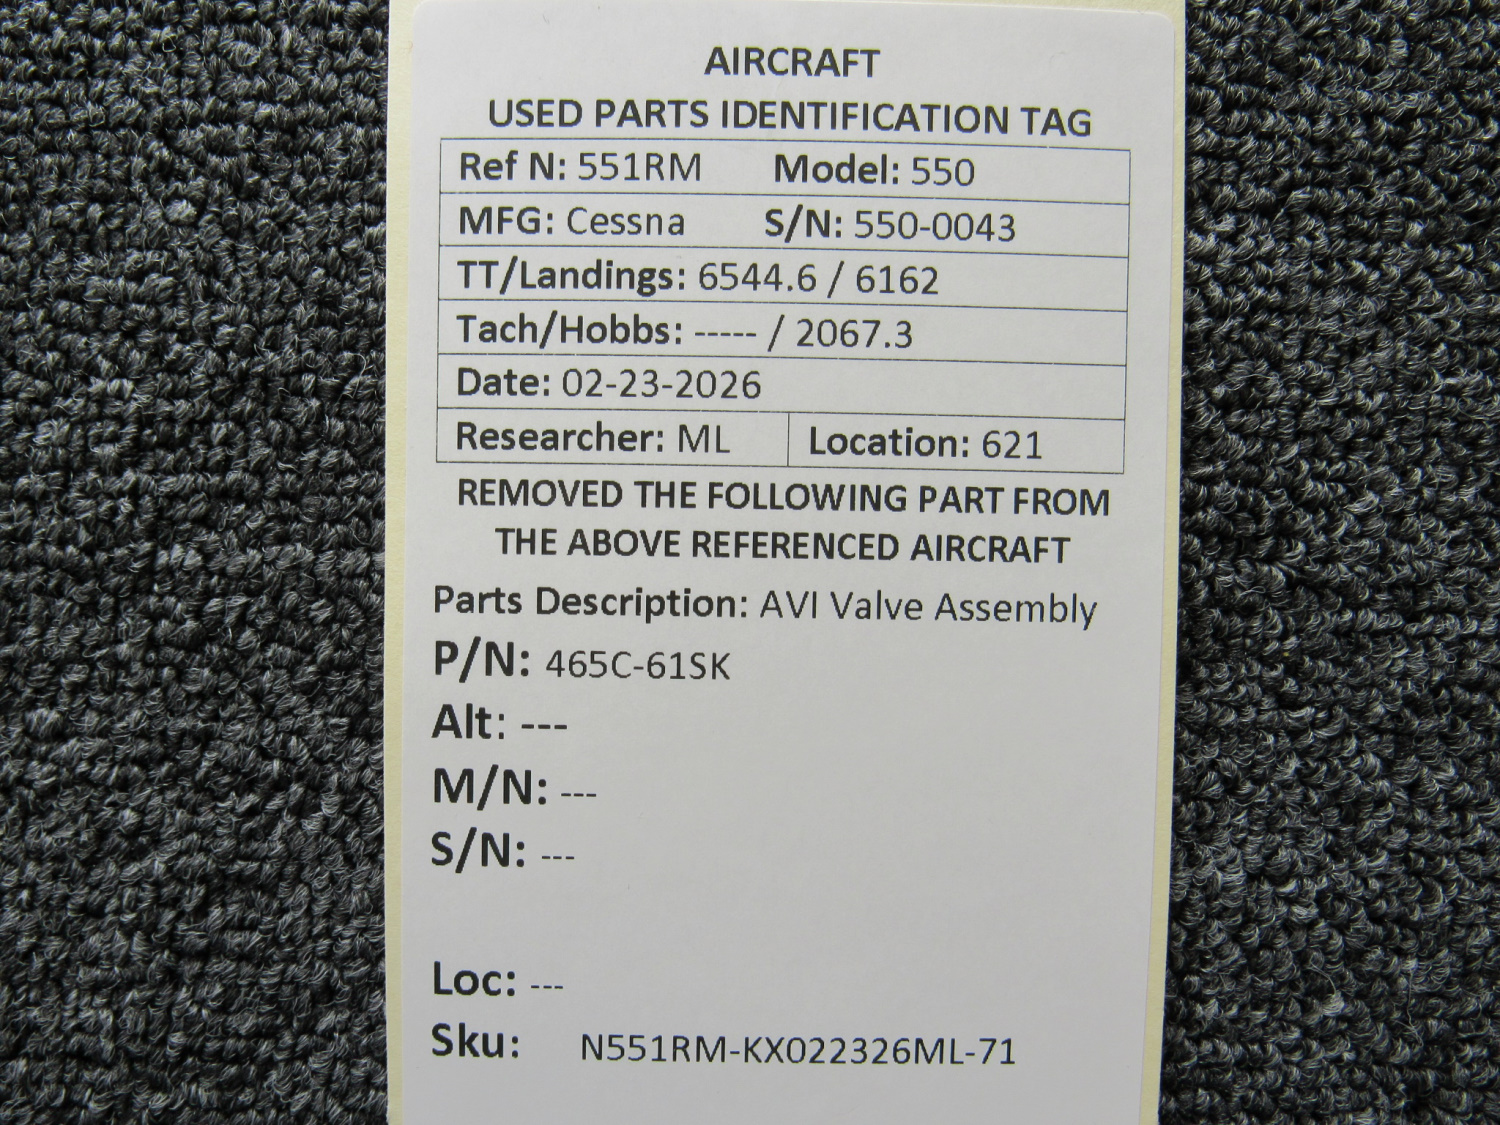 AIRCRAFT
USED PARTS IDENTIFICATION TAG
Ref N: 551RM Model: 550
MFG: Cessna S/N: 550-0043
TT/Landings: 6544.6 / 6162
Tach/Hobbs: ----- / 2067.3
Date: 02-23-2026
Researcher: ML Location: 621
REMOVED THE FOLLOWING PART FROM
THE ABOVE REFERENCED AIRCRAFT
Parts Description: AVI Valve Assembly
P/N: 465C-61SK
Alt: ---
M/N: ---
S/N: ---
Loc: ---
Sku: N551RM-KX022326ML-71